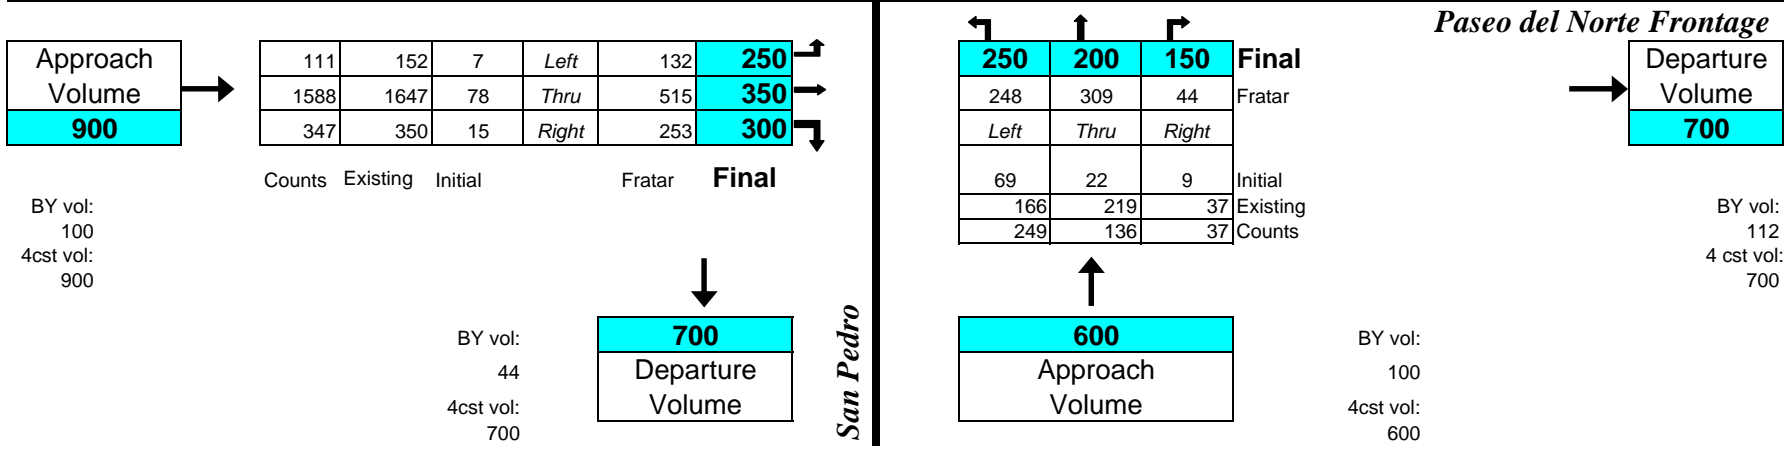 Paseo del Norte Frontage
Approach
Volume
900
111 152 7 Left 132 250
1588 1647 78 Thru 515 350
347 350 15 Right 253 300
Counts Existing Initial Fratar Final
BY vol:
100
4cst vol:
900
250 200 150 Final
248 309 44 Fratar
Left Thru Right
69 22 9 Initial
166 219 37 Existing
249 136 37 Counts
Departure
Volume
700
BY vol:
112
4 cst vol:
700
BY vol:
44
4cst vol:
700
700
Departure
Volume
San Pedro
600
Approach
Volume
BY vol:
100
4cst vol:
600